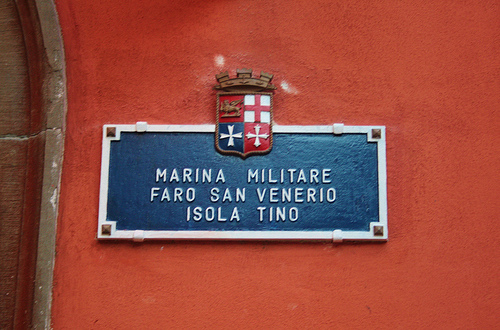 MARINA MILITARE
FARO SAN VENERIO
ISOLA TINO